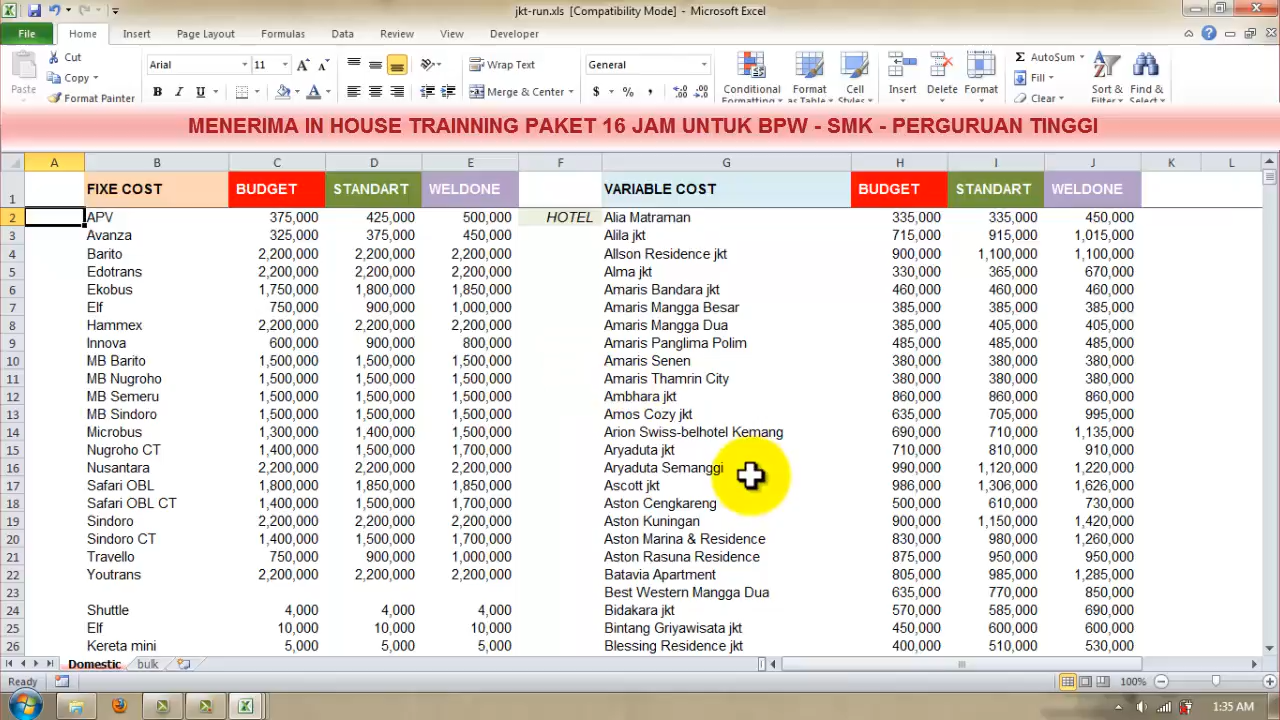 jkt-run.xls [Compatibility Mode] - Microsoft Excel
File Home Insert Page Layout Formulas Data Review View Developer
Cut Arial 11 Wrap Text General AutoSum
Copy Fill
Paste Format Painter Merge & Center Conditional Formatting Format as Table Cell Styles Insert Delete Format Clear Sort & Filter Find & Select
MENERIMA IN HOUSE TRAINNING PAKET 16 JAM UNTUK BPW - SMK - PERGURUAN TINGGI
A B C D E F G H I J K L
1 FIXE COST BUDGET STANDART WELDONE VARIABLE COST BUDGET STANDART WELDONE
2 APV 375,000 425,000 500,000 HOTEL Alia Matraman 335,000 335,000 450,000
3 Avanza 325,000 375,000 450,000 Alila jkt 715,000 915,000 1,015,000
4 Barito 2,200,000 2,200,000 2,200,000 Allson Residence jkt 900,000 1,100,000 1,100,000
5 Edotrans 2,200,000 2,200,000 2,200,000 Alma jkt 330,000 365,000 670,000
6 Ekobus 1,750,000 1,800,000 1,850,000 Amaris Bandara jkt 460,000 460,000 460,000
7 Elf 750,000 900,000 1,000,000 Amaris Mangga Besar 385,000 385,000 385,000
8 Hammex 2,200,000 2,200,000 2,200,000 Amaris Mangga Dua 385,000 405,000 405,000
9 Innova 600,000 900,000 800,000 Amaris Panglima Polim 485,000 485,000 485,000
10 MB Barito 1,500,000 1,500,000 1,500,000 Amaris Senen 380,000 380,000 380,000
11 MB Nugroho 1,500,000 1,500,000 1,500,000 Amaris Thamrin City 380,000 380,000 380,000
12 MB Semeru 1,500,000 1,500,000 1,500,000 Ambhara jkt 860,000 860,000 860,000
13 MB Sindoro 1,500,000 1,500,000 1,500,000 Amos Cozy jkt 635,000 705,000 995,000
14 Microbus 1,300,000 1,400,000 1,500,000 Arion Swiss-belhotel Kemang 690,000 710,000 1,135,000
15 Nugroho CT 1,400,000 1,500,000 1,700,000 Aryaduta jkt 710,000 810,000 910,000
16 Nusantara 2,200,000 2,200,000 2,200,000 Aryaduta Semanggi 990,000 1,120,000 1,220,000
17 Safari OBL 1,800,000 1,850,000 1,850,000 Ascott jkt 986,000 1,306,000 1,626,000
18 Safari OBL CT 1,400,000 1,500,000 1,700,000 Aston Cengkareng 500,000 610,000 730,000
19 Sindoro 2,200,000 2,200,000 2,200,000 Aston Kuningan 900,000 1,150,000 1,420,000
20 Sindoro CT 1,400,000 1,500,000 1,700,000 Aston Marina & Residence 830,000 980,000 1,260,000
21 Travello 750,000 900,000 1,000,000 Aston Rasuna Residence 875,000 950,000 950,000
22 Youtrans 2,200,000 2,200,000 2,200,000 Batavia Apartment 805,000 985,000 1,285,000
23 Best Western Mangga Dua 635,000 770,000 850,000
24 Shuttle 4,000 4,000 4,000 Bidakara jkt 570,000 585,000 690,000
25 Elf 10,000 10,000 10,000 Bintang Griyawisata jkt 450,000 600,000 600,000
26 Kereta mini 5,000 5,000 5,000 Blessing Residence jkt 400,000 510,000 530,000
Domestic bulk
Ready 100%
1:35 AM